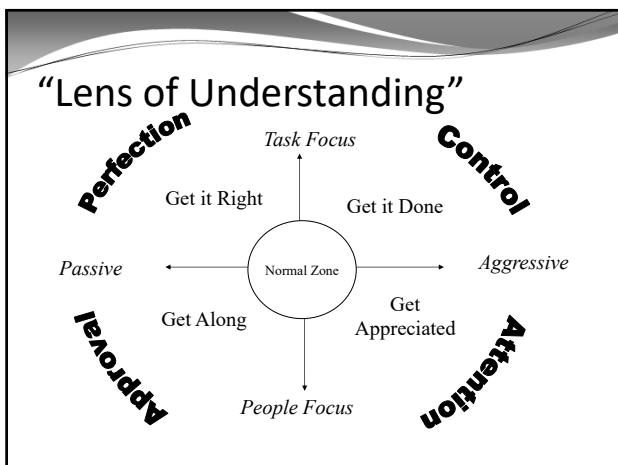 “Lens of Understanding”
Perfection
Task Focus
Control
Get it Right
Get it Done
Passive
Normal Zone
Aggressive
Get Along
Get
Appreciated
Approval
People Focus
Attention